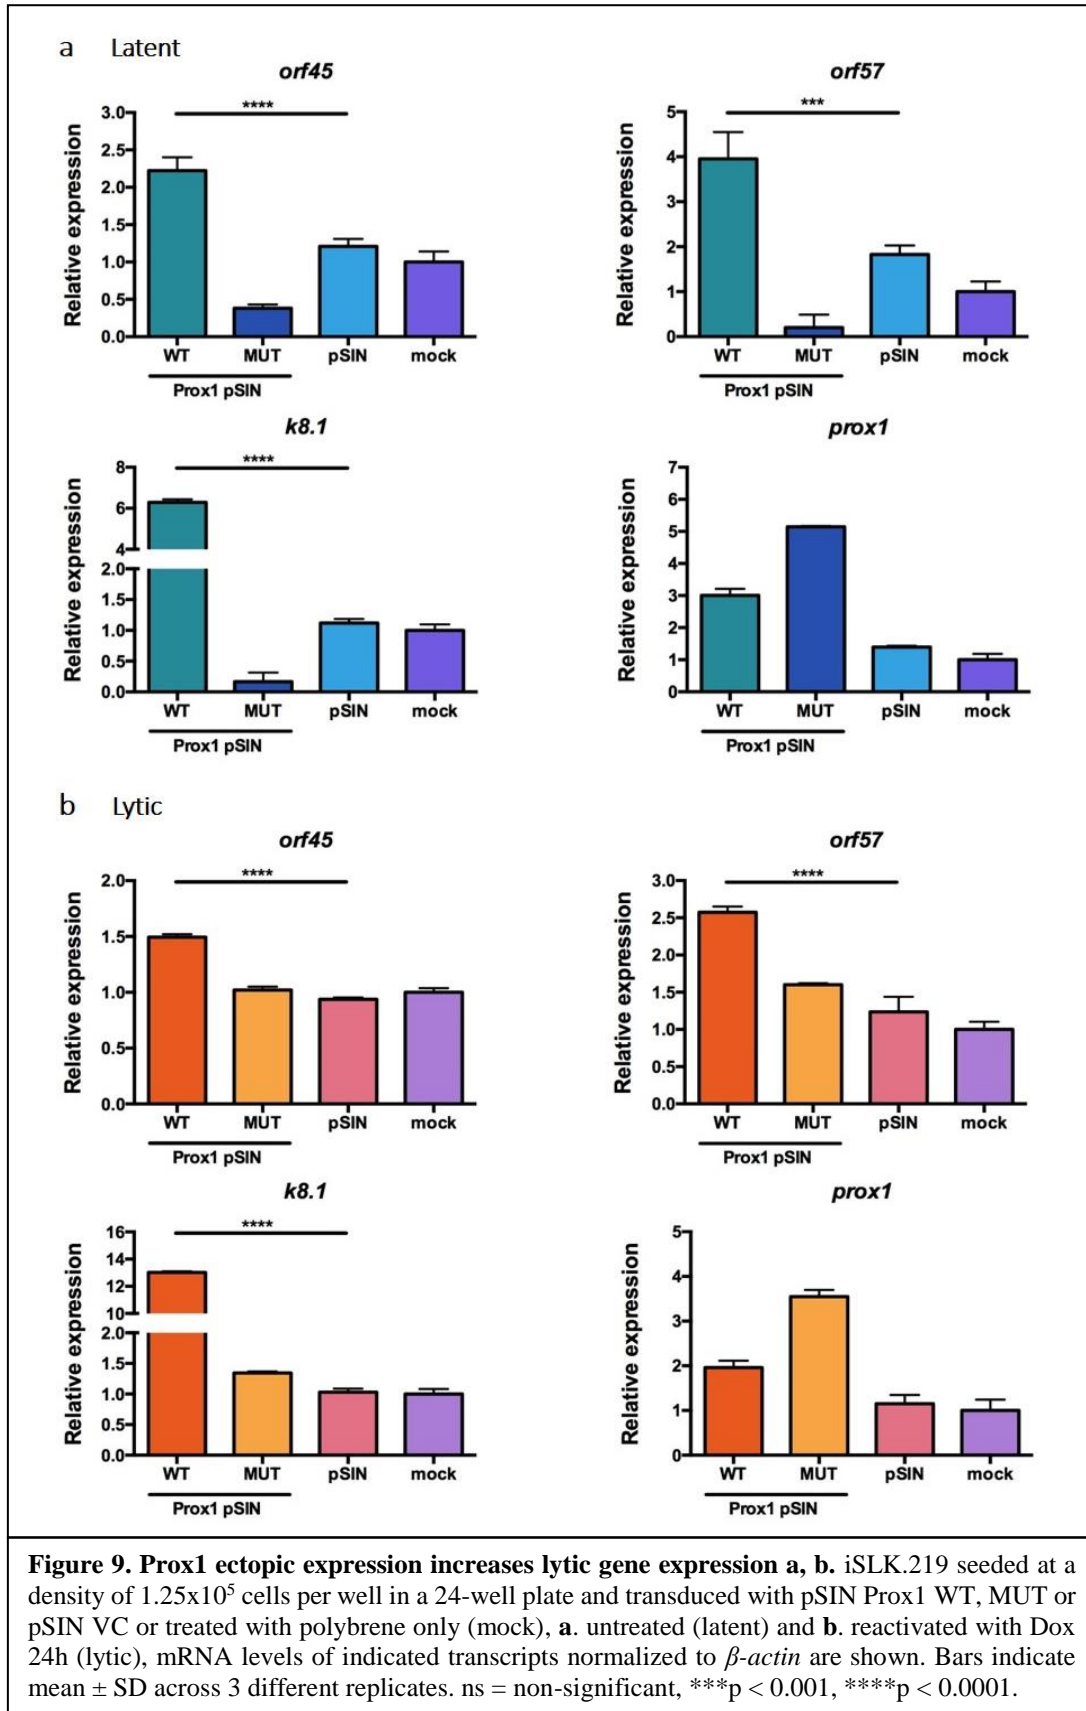 a Latent
orf45
****
Relative expression
3.0
2.5
2.0
1.5
1.0
0.5
0.0
WT MUT pSIN mock
Prox1 pSIN
orf57
***
Relative expression
5
4
3
2
1
0
WT MUT pSIN mock
Prox1 pSIN
k8.1
****
Relative expression
8
6
4
2.0
1.5
1.0
0.5
0.0
WT MUT pSIN mock
Prox1 pSIN
prox1
Relative expression
7
6
5
4
3
2
1
0
WT MUT pSIN mock
Prox1 pSIN
b Lytic
orf45
****
Relative expression
2.0
1.5
1.0
0.5
0.0
WT MUT pSIN mock
Prox1 pSIN
orf57
****
Relative expression
3.0
2.5
2.0
1.5
1.0
0.5
0.0
WT MUT pSIN mock
Prox1 pSIN
k8.1
****
Relative expression
16
14
12
10
2.0
1.5
1.0
0.5
0.0
WT MUT pSIN mock
Prox1 pSIN
prox1
Relative expression
5
4
3
2
1
0
WT MUT pSIN mock
Prox1 pSIN
Figure 9. Prox1 ectopic expression increases lytic gene expression a, b. iSLK.219 seeded at a
density of 1.25x10⁵ cells per well in a 24-well plate and transduced with pSIN Prox1 WT, MUT or
pSIN VC or treated with polybrene only (mock), a. untreated (latent) and b. reactivated with Dox
24h (lytic), mRNA levels of indicated transcripts normalized to β-actin are shown. Bars indicate
mean ± SD across 3 different replicates. ns = non-significant, ***p < 0.001, ****p < 0.0001.